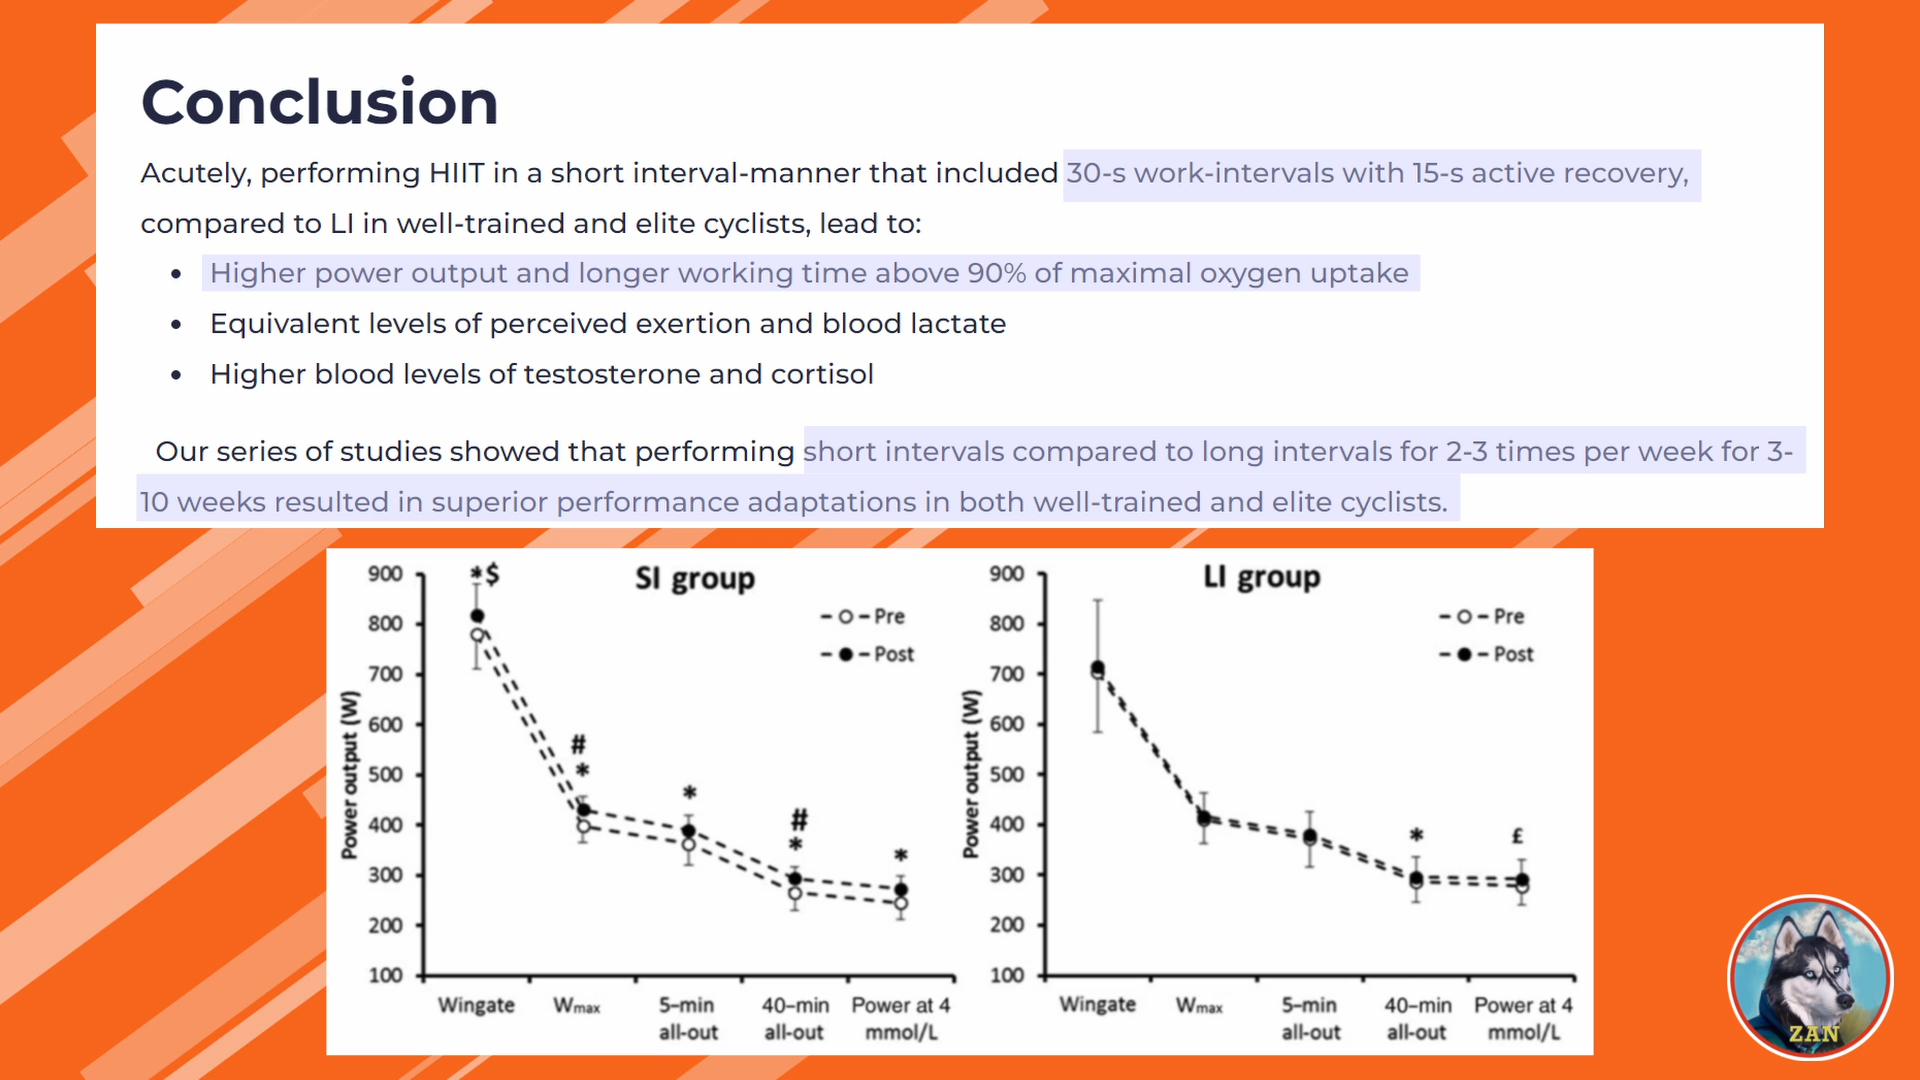 Conclusion
Acutely, performing HIIT in a short interval-manner that included 30-s work-intervals with 15-s active recovery,
compared to LI in well-trained and elite cyclists, lead to:
• Higher power output and longer working time above 90% of maximal oxygen uptake
• Equivalent levels of perceived exertion and blood lactate
• Higher blood levels of testosterone and cortisol
Our series of studies showed that performing short intervals compared to long intervals for 2-3 times per week for 3-
10 weeks resulted in superior performance adaptations in both well-trained and elite cyclists.
SI group
Pre
Post
Power output (W)
900
800
700
600
500
400
300
200
100
*$
#
*
*
#
*
*
Wingate
Wmax
5–min
all-out
40–min
all-out
Power at 4
mmol/L
LI group
Pre
Post
Power output (W)
900
800
700
600
500
400
300
200
100
*
£
Wingate
Wmax
5–min
all-out
40–min
all-out
Power at 4
mmol/L
ZAN